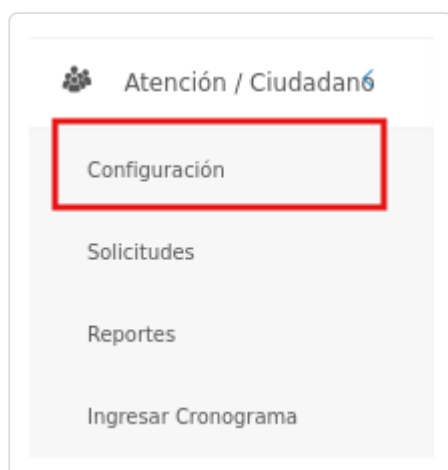 Atención / Ciudadano
Configuración
Solicitudes
Reportes
Ingresar Cronograma